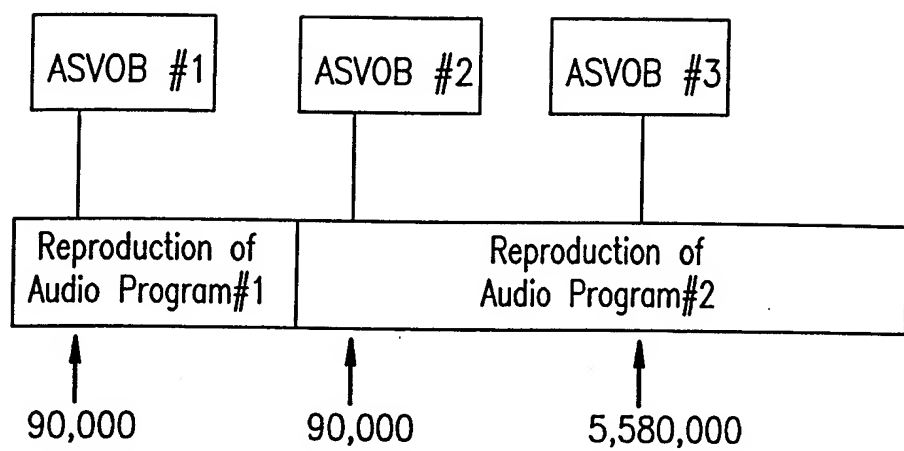 ASVOB #1
ASVOB #2
ASVOB #3
Reproduction of
Audio Program#1
Reproduction of
Audio Program#2
90,000
90,000
5,580,000